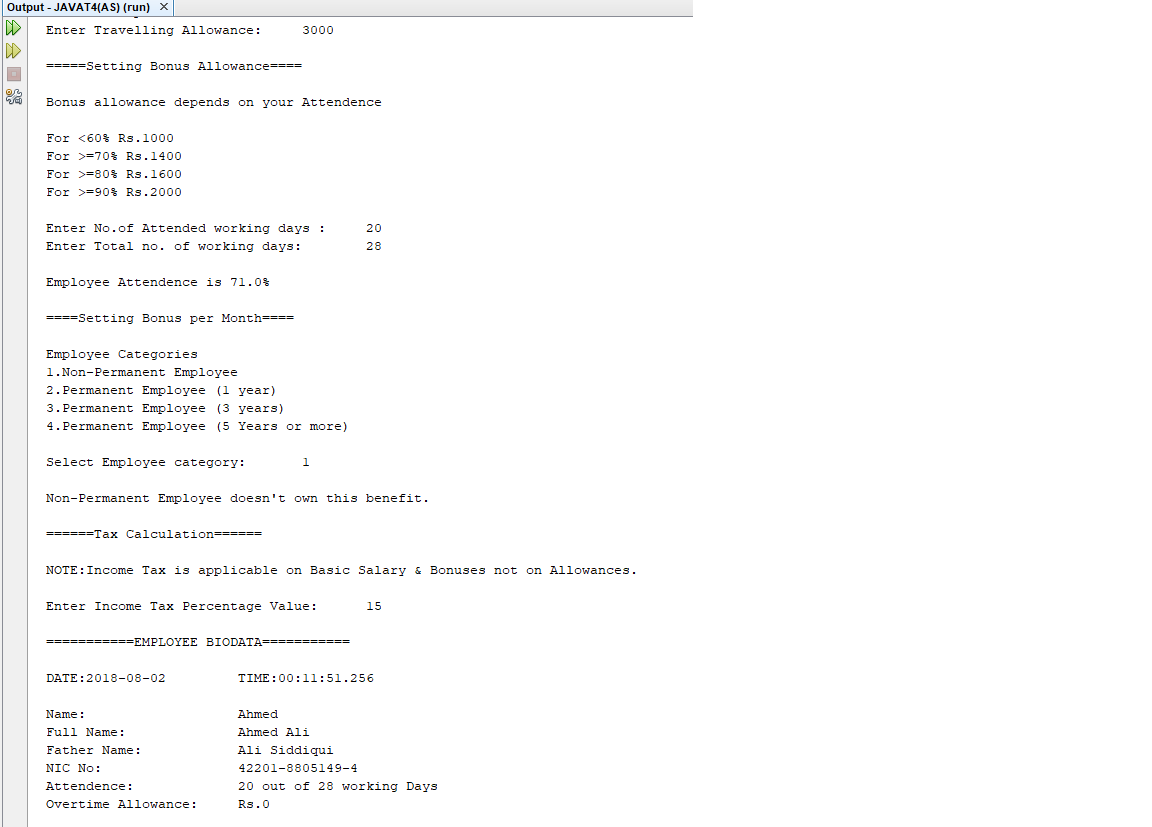 Output - JAVAT4(AS) (run) ×
Enter Travelling Allowance: 3000
=====Setting Bonus Allowance====
Bonus allowance depends on your Attendence
For <60% Rs.1000
For >=70% Rs.1400
For >=80% Rs.1600
For >=90% Rs.2000
Enter No.of Attended working days : 20
Enter Total no. of working days: 28
Employee Attendence is 71.0%
====Setting Bonus per Month====
Employee Categories
1.Non-Permanent Employee
2.Permanent Employee (1 year)
3.Permanent Employee (3 years)
4.Permanent Employee (5 Years or more)
Select Employee category: 1
Non-Permanent Employee doesn't own this benefit.
======Tax Calculation======
NOTE:Income Tax is applicable on Basic Salary & Bonuses not on Allowances.
Enter Income Tax Percentage Value: 15
===========EMPLOYEE BIODATA===========
DATE:2018-08-02 TIME:00:11:51.256
Name: Ahmed
Full Name: Ahmed Ali
Father Name: Ali Siddiqui
NIC No: 42201-8805149-4
Attendence: 20 out of 28 working Days
Overtime Allowance: Rs.0